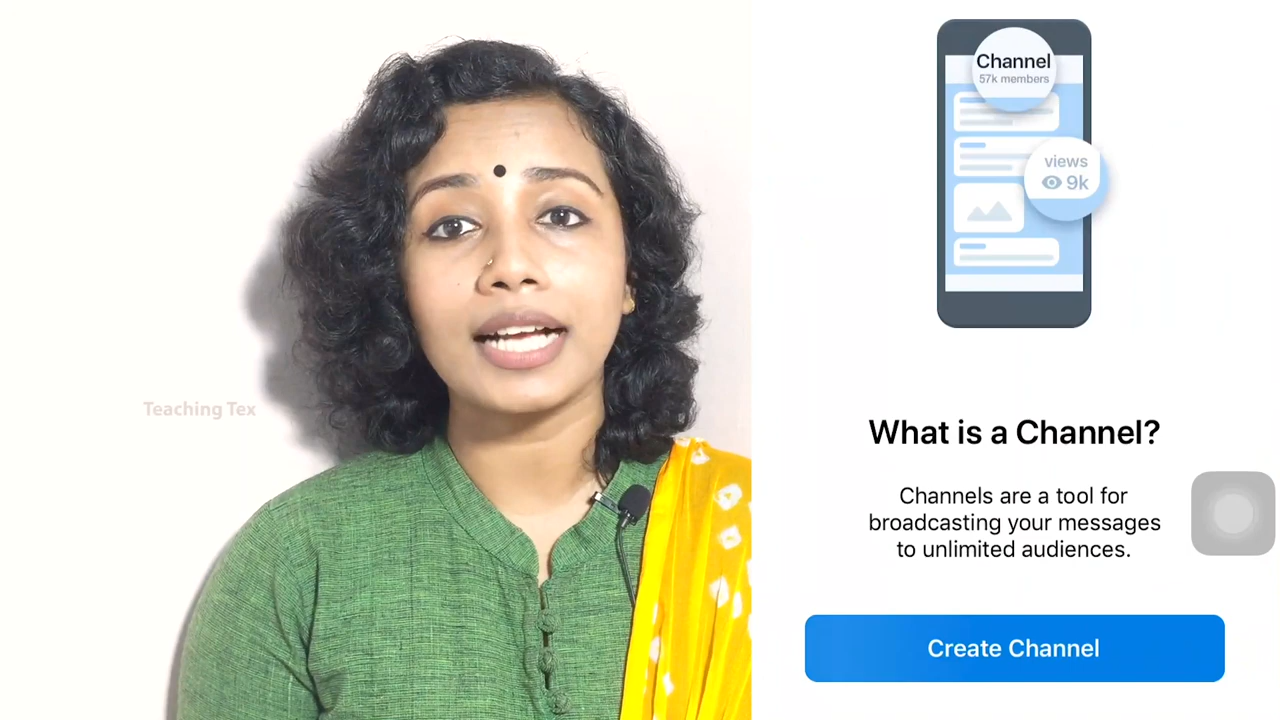 Teaching Tex
Channel
57k members
views
9k
What is a Channel?
Channels are a tool for
broadcasting your messages
to unlimited audiences.
Create Channel